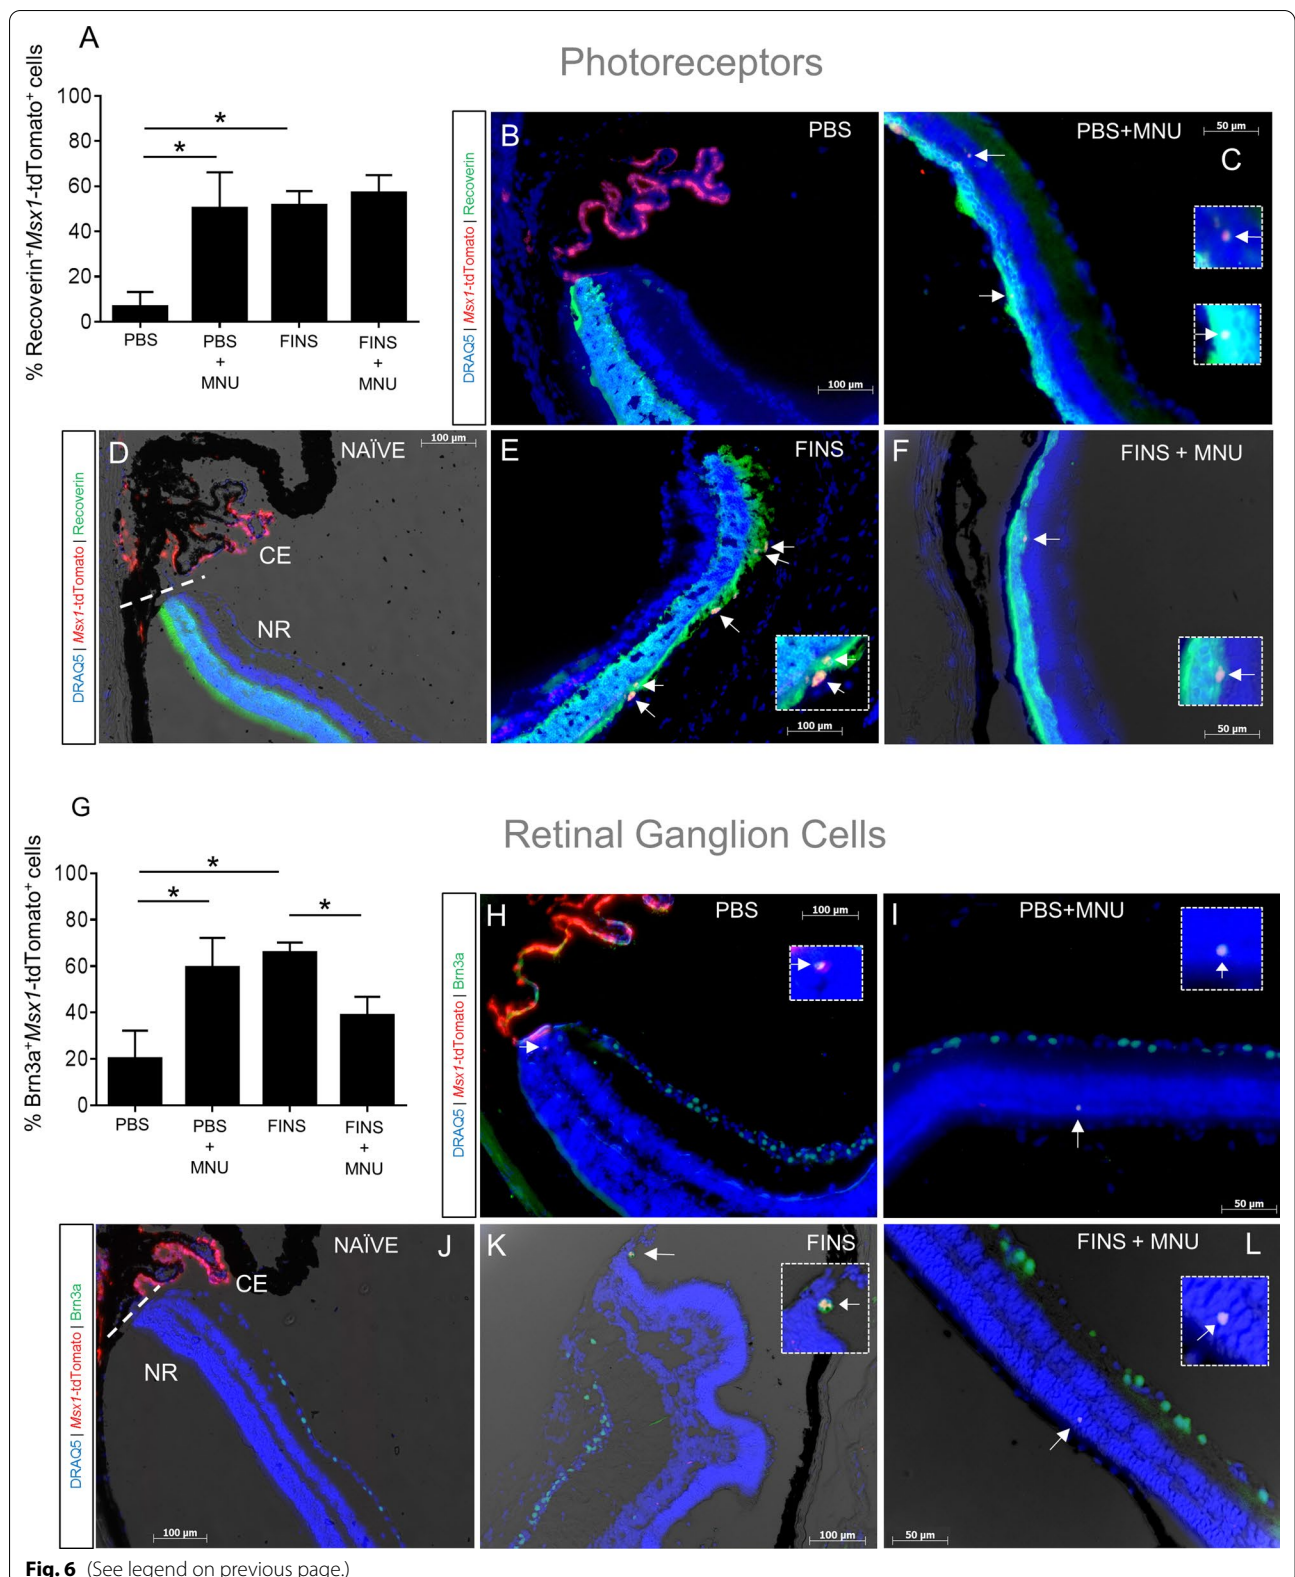 A
Photoreceptors
% Recoverin⁺Msx1-tdTomato⁺ cells
100
80
60
40
20
0
*
*
PBS
PBS + MNU
FINS
FINS + MNU
DRAQ5 | Msx1-tdTomato | Recoverin
B
PBS
100 µm
PBS+MNU
50 µm
C
DRAQ5 | Msx1-tdTomato | Recoverin
D
NAÏVE
100 µm
CE
NR
E
FINS
100 µm
F
FINS + MNU
50 µm
G
Retinal Ganglion Cells
% Brn3a⁺Msx1-tdTomato⁺ cells
100
80
60
40
20
0
*
*
*
PBS
PBS + MNU
FINS
FINS + MNU
DRAQ5 | Msx1-tdTomato | Brn3a
H
PBS
100 µm
I
PBS+MNU
50 µm
DRAQ5 | Msx1-tdTomato | Brn3a
NAÏVE
J
CE
NR
100 µm
K
FINS
100 µm
FINS + MNU
L
50 µm
Fig. 6 (See legend on previous page.)